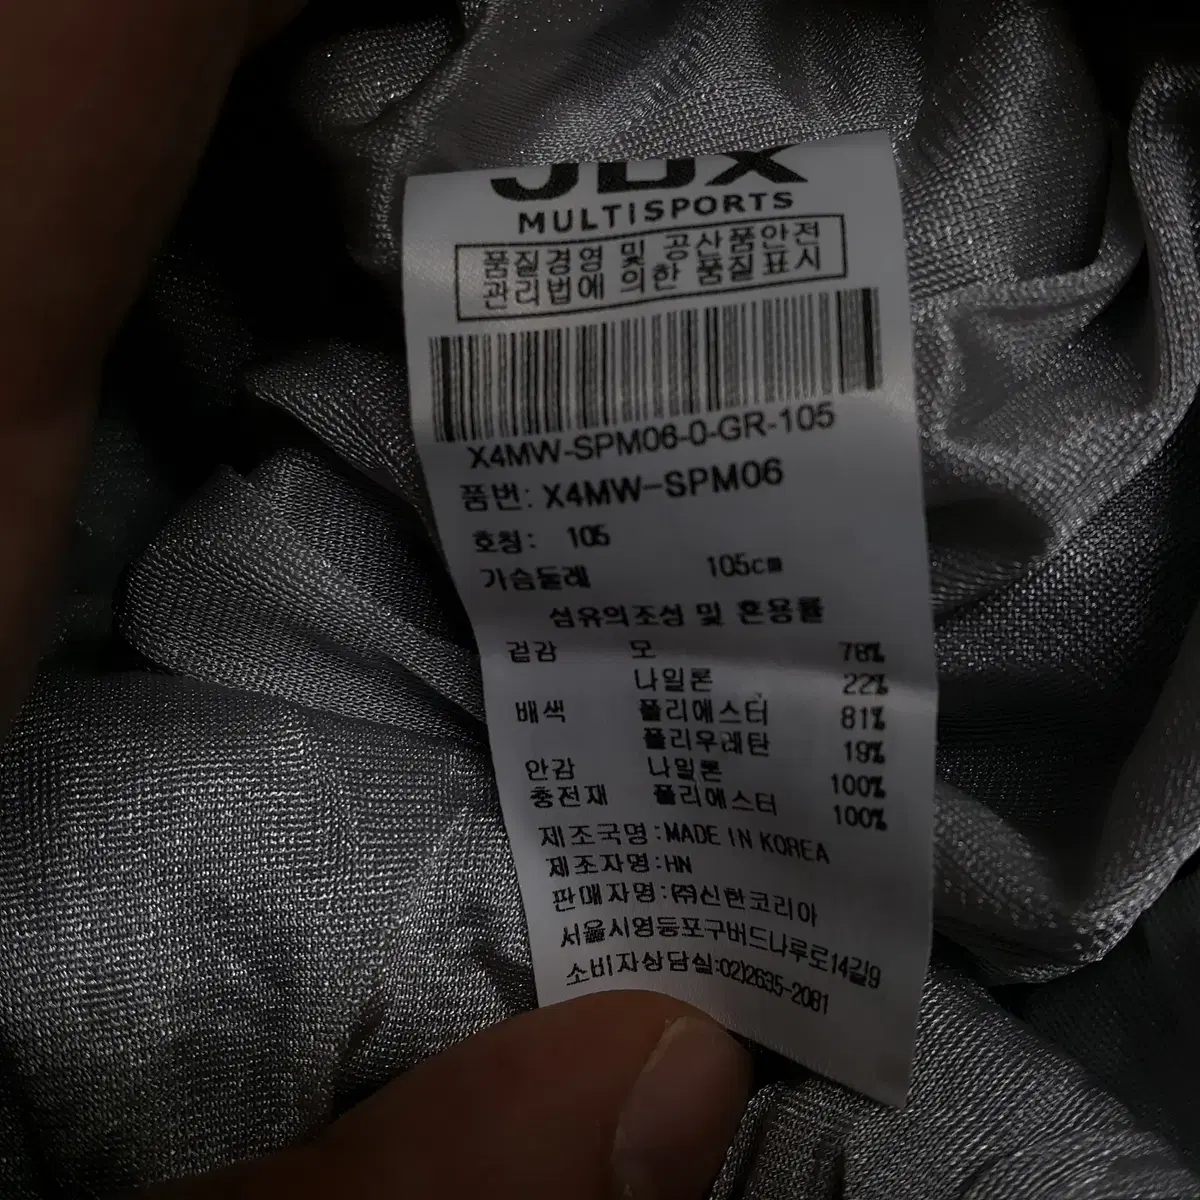 JDX
MULTISPORTS
품질경영 및 공산품안전
관리법에 의한 품질표시
X4MW-SPM06-0-GR-105
품번: X4MW-SPM06
호칭: 105
가슴둘레 105cm
섬유의조성 및 혼용률
겉감 모 78%
나일론 22%
배색 폴리에스터 81%
폴리우레탄 19%
안감 나일론 100%
충전재 폴리에스터 100%
제조국명:MADE IN KOREA
제조자명:HN
판매자명:㈜신한코리아
서울시영등포구버드나루로14길9
소비자상담실:02)2635-2081